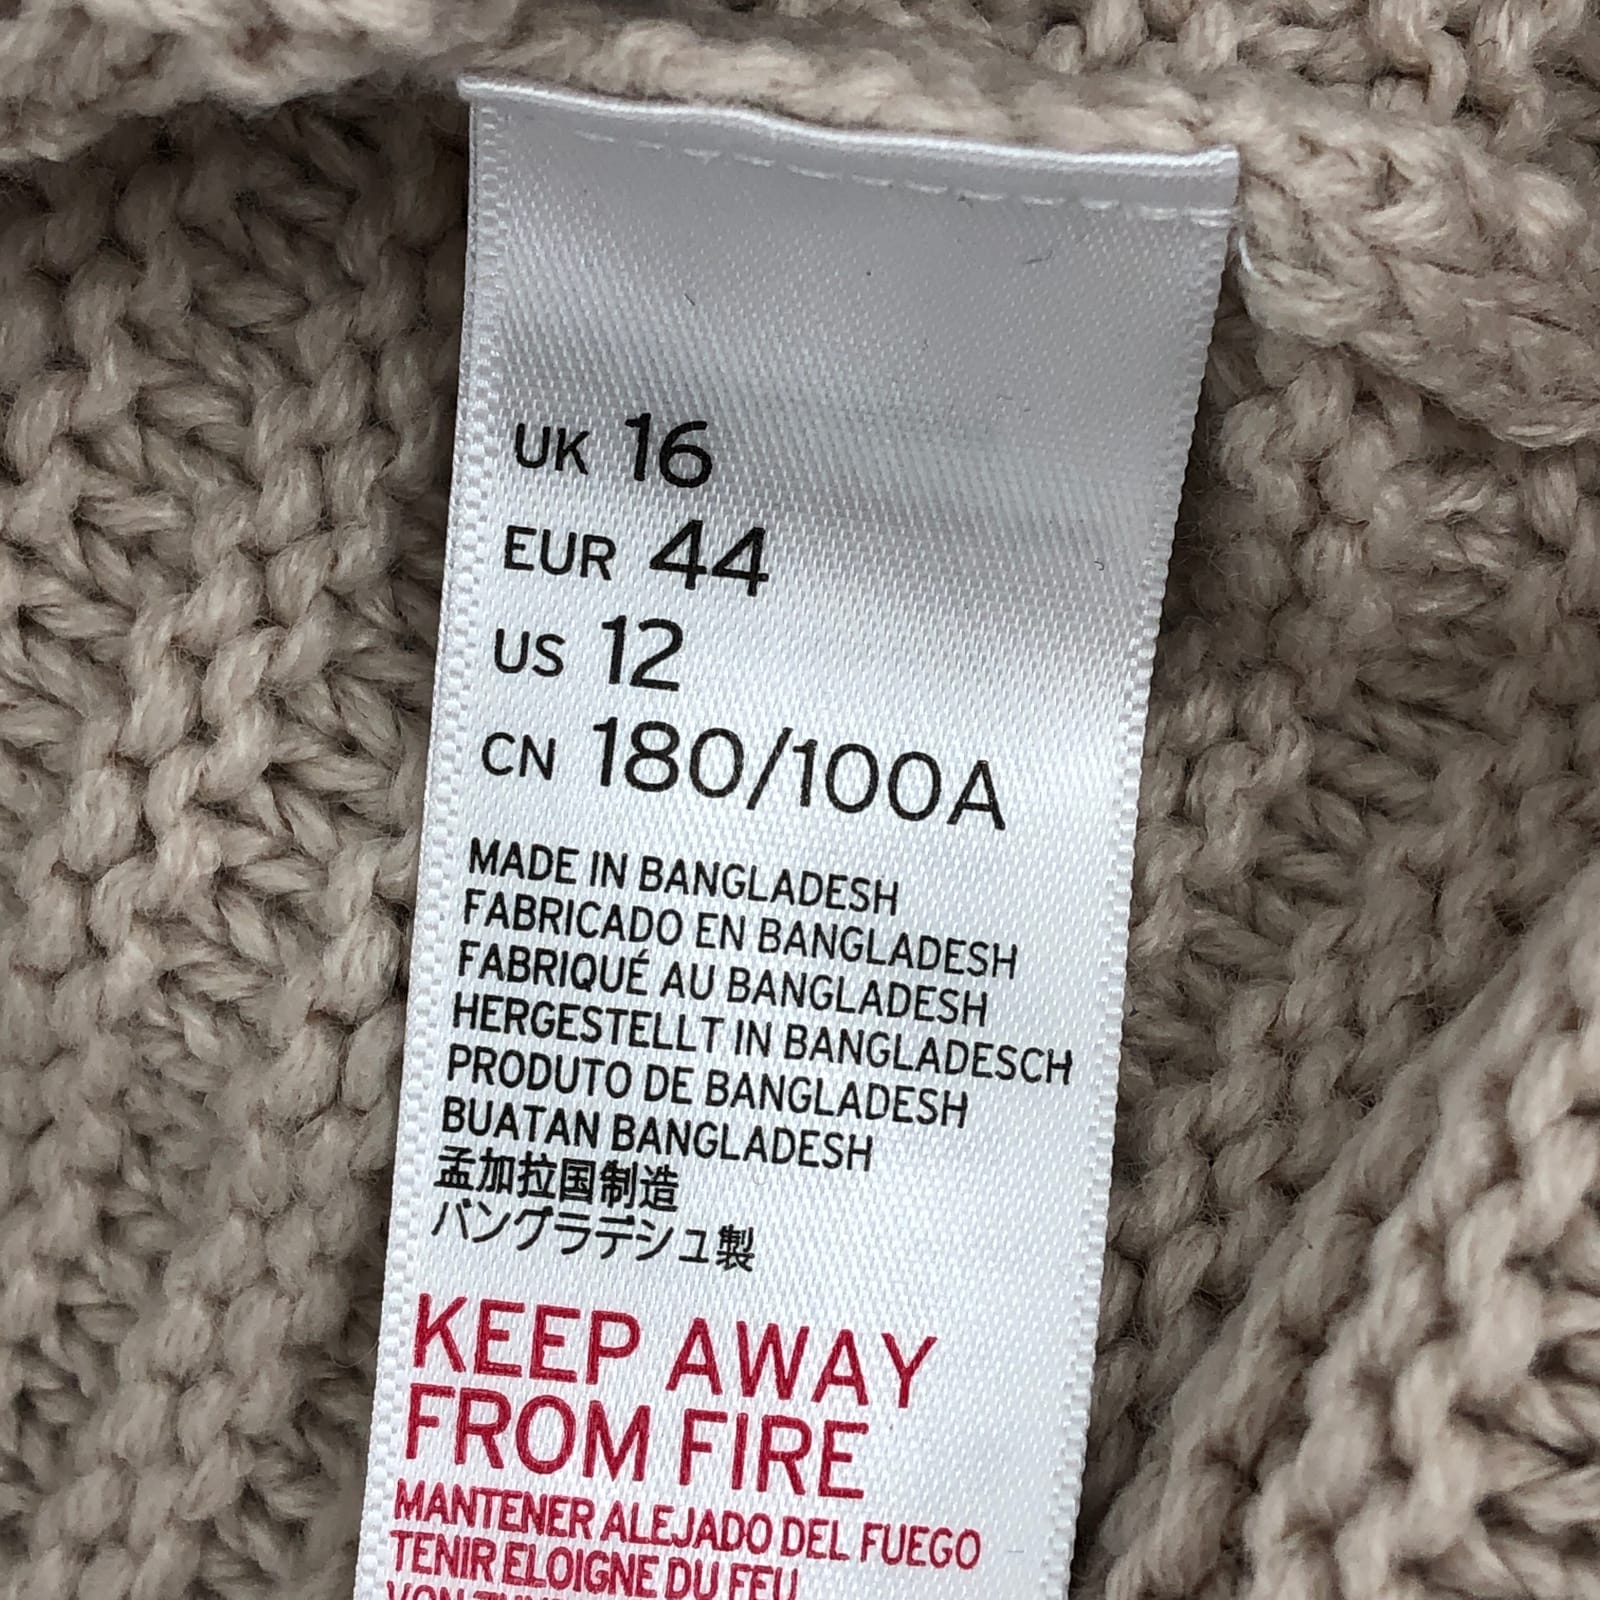 UK 16
EUR 44
US 12
CN 180/100A
MADE IN BANGLADESH
FABRICADO EN BANGLADESH
FABRIQUÉ AU BANGLADESH
HERGESTELLT IN BANGLADESCH
PRODUTO DE BANGLADESH
BUATAN BANGLADESH
孟加拉国制造
バングラデシュ製
KEEP AWAY
FROM FIRE
MANTENER ALEJADO DEL FUEGO
TENIR ELOIGNE DU FEU